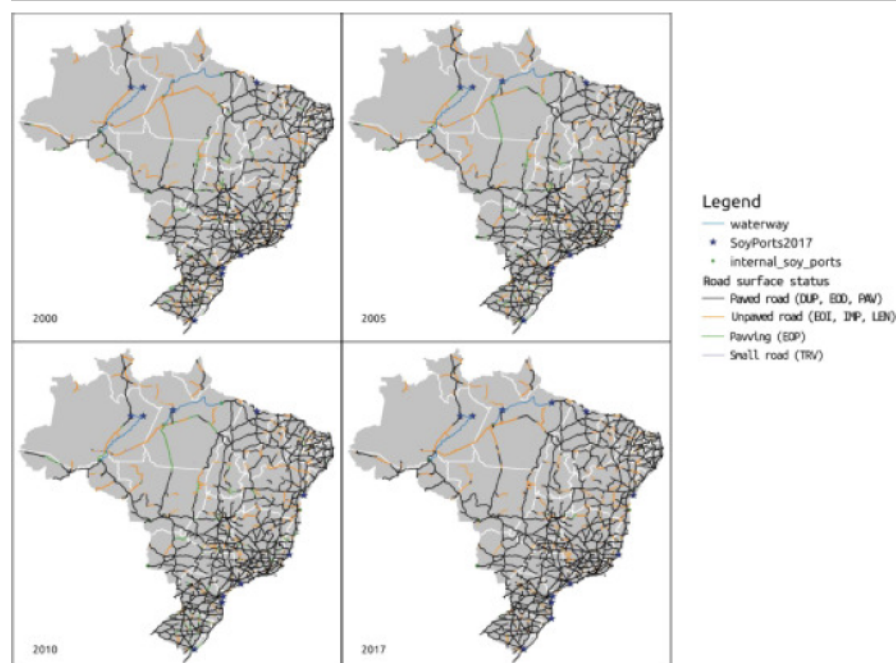 2000
2005
Legend
waterway
SoyPorts2017
internal_soy_ports
Road surface status
Paved road (DUP, EOD, PAV)
Unpaved road (EOI, IMP, LEN)
Pavving (EOP)
Small road (TRV)
2010
2017